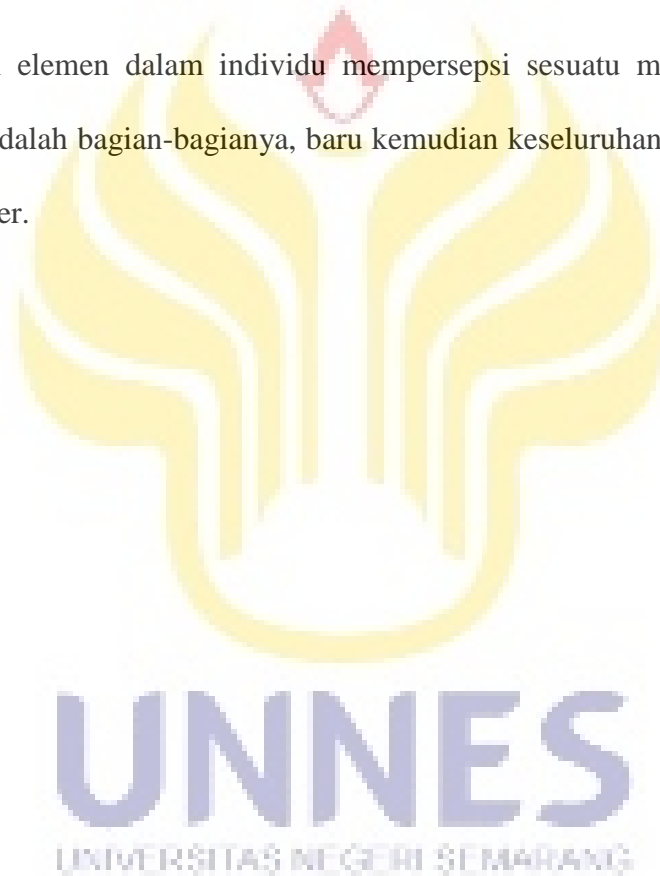 elemen dalam individu mempersepsi sesuatu m
dalah bagian-bagianya, baru kemudian keseluruhan
er.
UNNES
UNIVERSITAS NEGERI SEMARANG